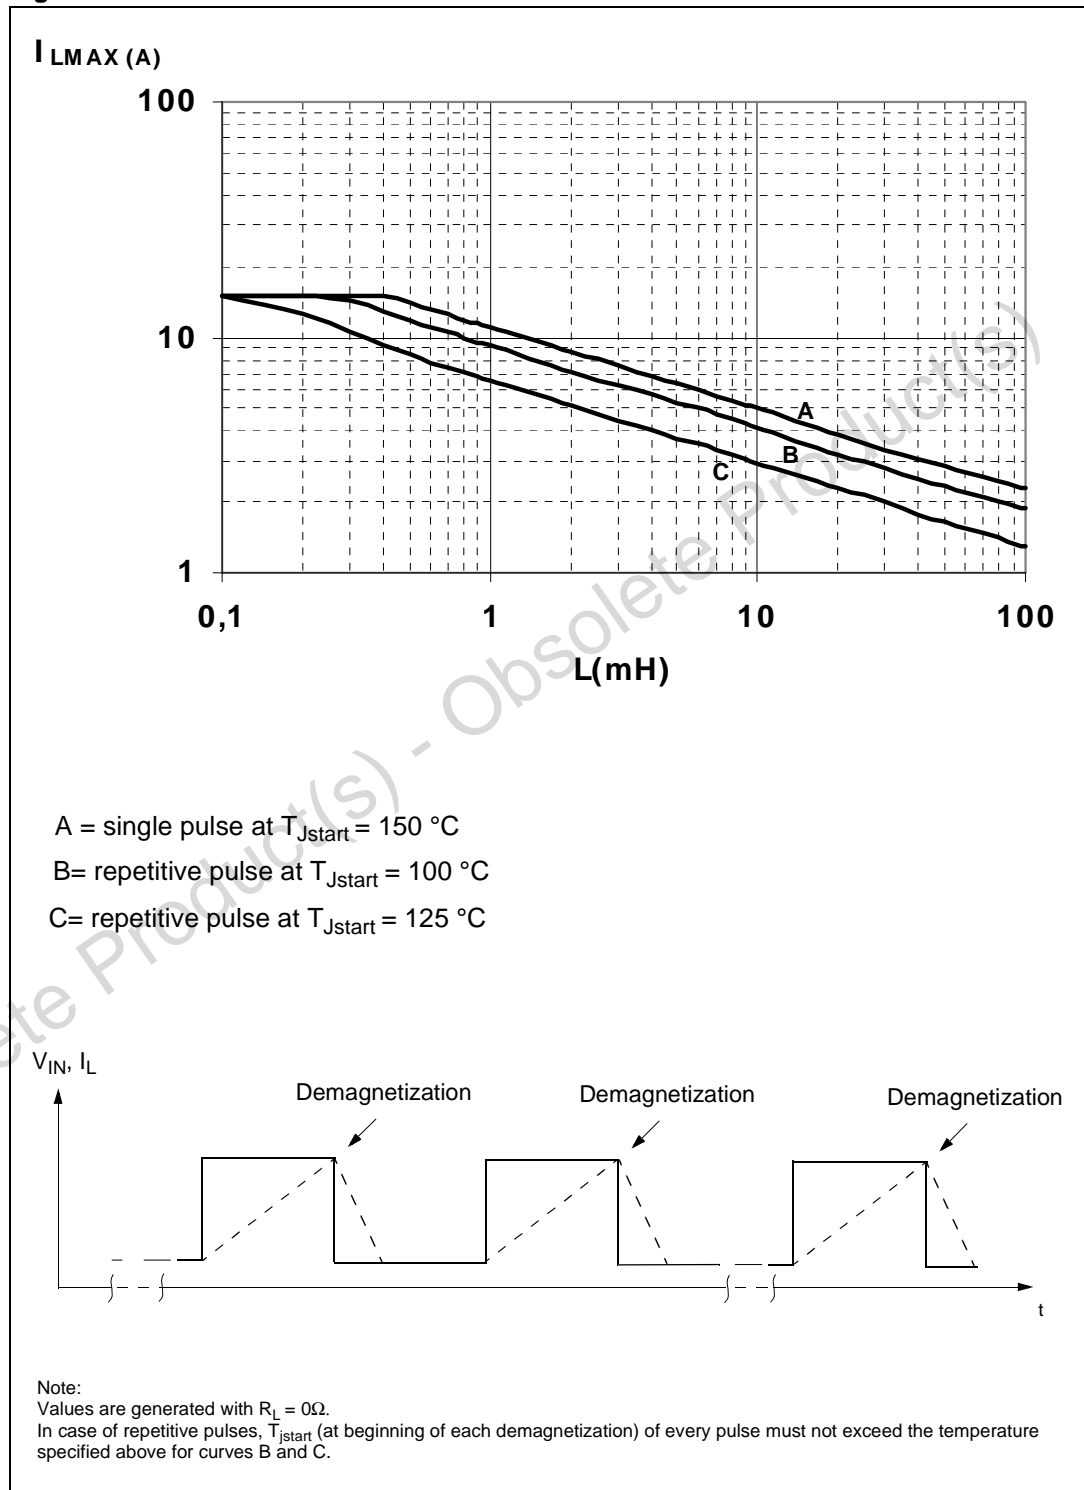 I LMAX (A)
100
10
1
0,1
1
10
100
A
B
C
L(mH)
A = single pulse at TJstart = 150 °C
B= repetitive pulse at TJstart = 100 °C
C= repetitive pulse at TJstart = 125 °C
VIN, IL
Demagnetization
Demagnetization
Demagnetization
t
Note:
Values are generated with RL = 0Ω.
In case of repetitive pulses, Tjstart (at beginning of each demagnetization) of every pulse must not exceed the temperature
specified above for curves B and C.
ete Product(s) - Obsolete Product(s)